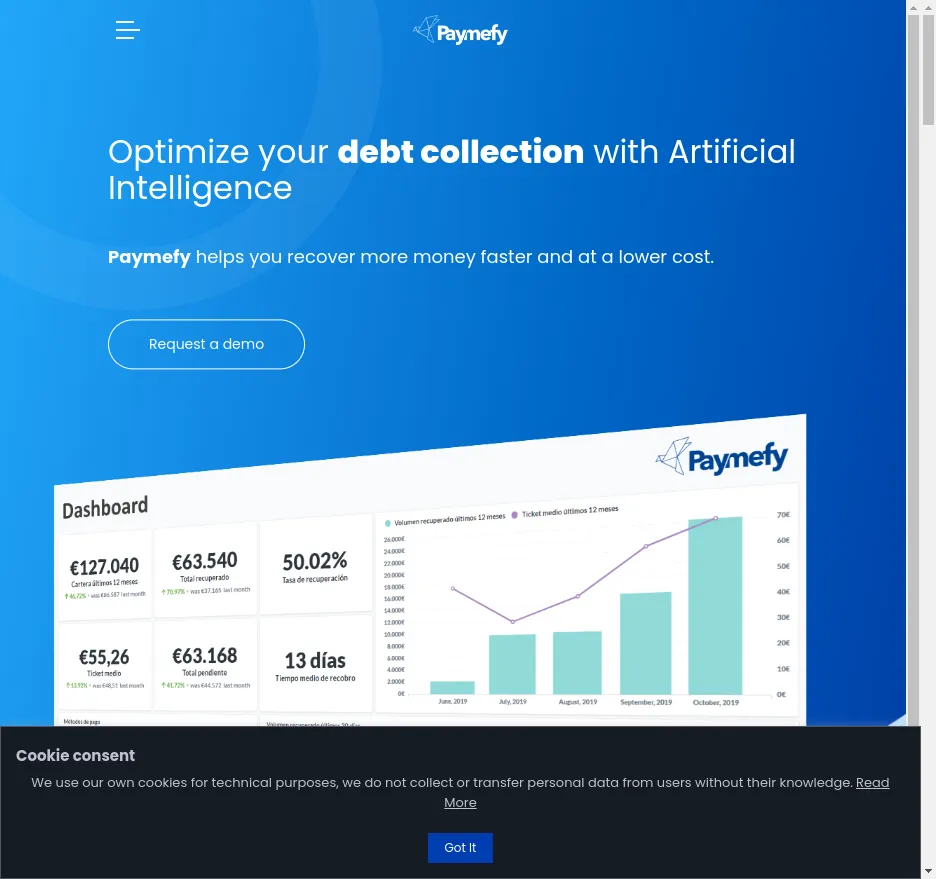 Paymefy
Optimize your debt collection with Artificial
Intelligence
Paymefy helps you recover more money faster and at a lower cost.
Request a demo
Paymefy
Dashboard
€127.040
Cartera últimos 12 meses
↑ 46,72% • was €86.587 last month
€63.540
Total recuperado
↑ 70.97% • was €37,165 last month
50.02%
Tasa de recuperación
€55,26
Ticket medio
↑ 13.92% • was €48,51 last month
€63.168
Total pendiente
↑ 41.72% • was €44.572 last month
13 días
Tiempo medio de recobro
Volumen recuperado últimos 12 meses
Ticket medio últimos 12 meses
26.000€
24.000€
22.000€
20.000€
18.000€
16.000€
14.000€
12.000€
10.000€
8.000€
6.000€
4.000€
2.000€
0€
70€
60€
50€
40€
30€
20€
10€
0€
June, 2019
July, 2019
August, 2019
September, 2019
October, 2019
Métodos de pago
Cookie consent
We use our own cookies for technical purposes, we do not collect or transfer personal data from users without their knowledge. Read
More
Got It